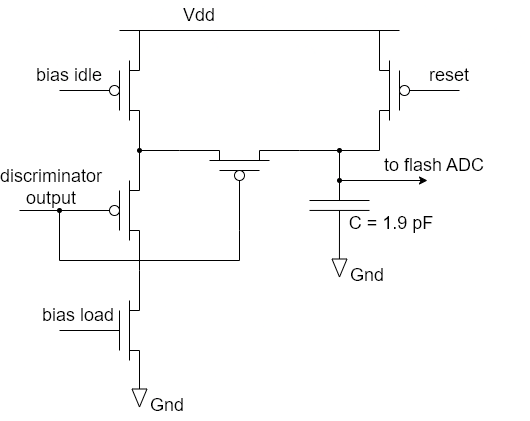 Vdd
bias idle
reset
discriminator
output
to flash ADC
C = 1.9 pF
Gnd
bias load
Gnd